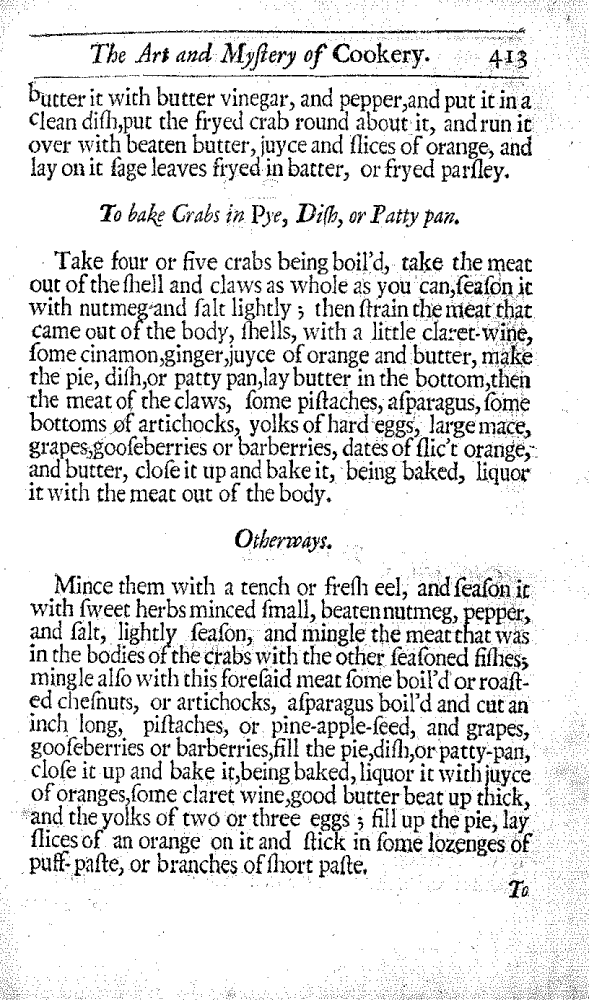 The Art and Myſtery of Cookery. 413
butter it with butter vinegar, and pepper,and put it in a
clean diſh,put the fryed crab round about it, and run it
over with beaten butter, juyce and ſlices of orange, and
lay on it ſage leaves fryed in batter, or fryed parſley.
To bake Crabs in Pye, Diſh, or Patty pan.
Take four or five crabs being boil'd, take the meat
out of the ſhell and claws as whole as you can,ſeaſon it
with nutmeg and ſalt lightly ; then ſtrain the meat that
came out of the body, ſhells, with a little claret-wine,
ſome cinamon,ginger,juyce of orange and butter, make
the pie, diſh,or patty pan,lay butter in the bottom,then
the meat of the claws, ſome piſtaches, aſparagus, ſome
bottoms of artichocks, yolks of hard eggs, large mace,
grapes,gooſeberries or barberries, dates of ſlic't orange,
and butter, cloſe it up and bake it, being baked, liquor
it with the meat out of the body.
Otherways.
Mince them with a tench or freſh eel, and ſeaſon it
with ſweet herbs minced ſmall, beaten nutmeg, pepper,
and ſalt, lightly ſeaſon, and mingle the meat that was
in the bodies of the crabs with the other ſeaſoned fiſhes;
mingle alſo with this foreſaid meat ſome boil'd or roaſt-
ed cheſnuts, or artichocks, aſparagus boil'd and cut an
inch long, piſtaches, or pine-apple-ſeed, and grapes,
gooſeberries or barberries,fill the pie,diſh,or patty-pan,
cloſe it up and bake it,being baked, liquor it with juyce
of oranges,ſome claret wine,good butter beat up thick,
and the yolks of two or three eggs ; fill up the pie, lay
ſlices of an orange on it and ſtick in ſome lozenges of
puff-paſte, or branches of ſhort paſte.
To